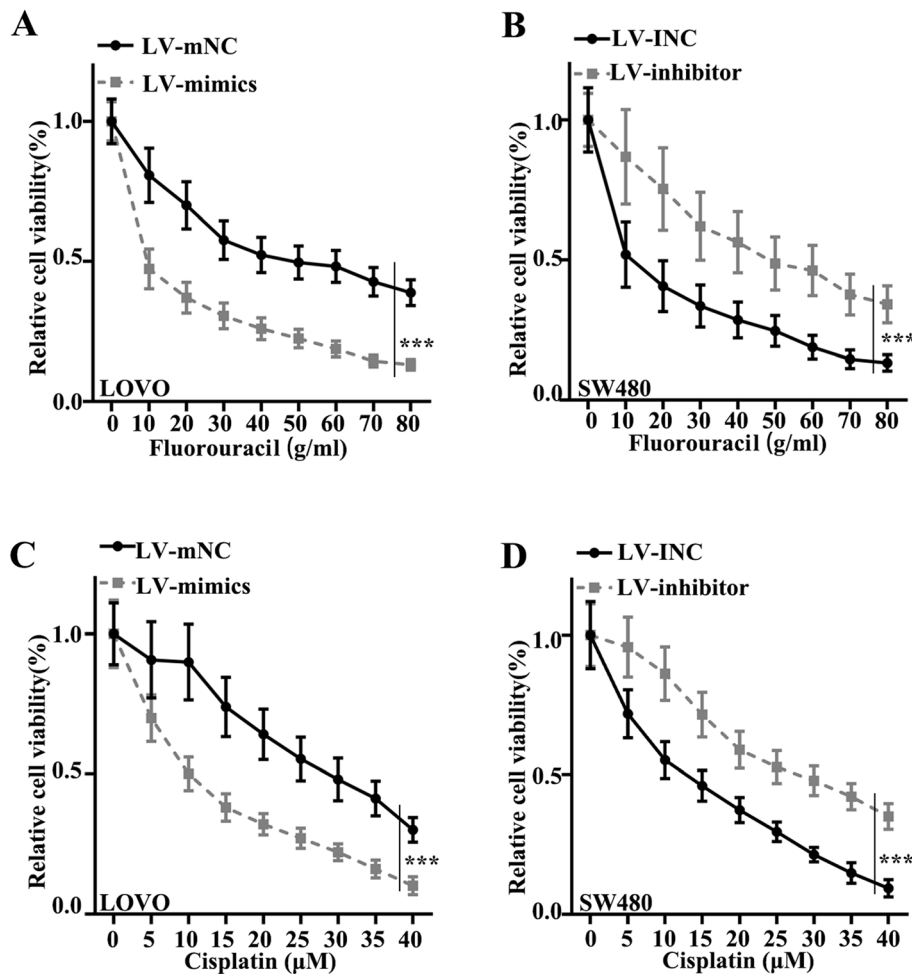 A
LV-mNC
LV-mimics
Relative cell viability(%)
1.0
0.5
0.0
***
LOVO
0 10 20 30 40 50 60 70 80
Fluorouracil (g/ml)
B
LV-INC
LV-inhibitor
Relative cell viability(%)
1.0
0.5
0.0
***
SW480
0 10 20 30 40 50 60 70 80
Fluorouracil (g/ml)
C
LV-mNC
LV-mimics
Relative cell viability(%)
1.0
0.5
0.0
***
LOVO
0 5 10 15 20 25 30 35 40
Cisplatin (μM)
D
LV-INC
LV-inhibitor
Relative cell viability(%)
1.0
0.5
0.0
***
SW480
0 5 10 15 20 25 30 35 40
Cisplatin (μM)